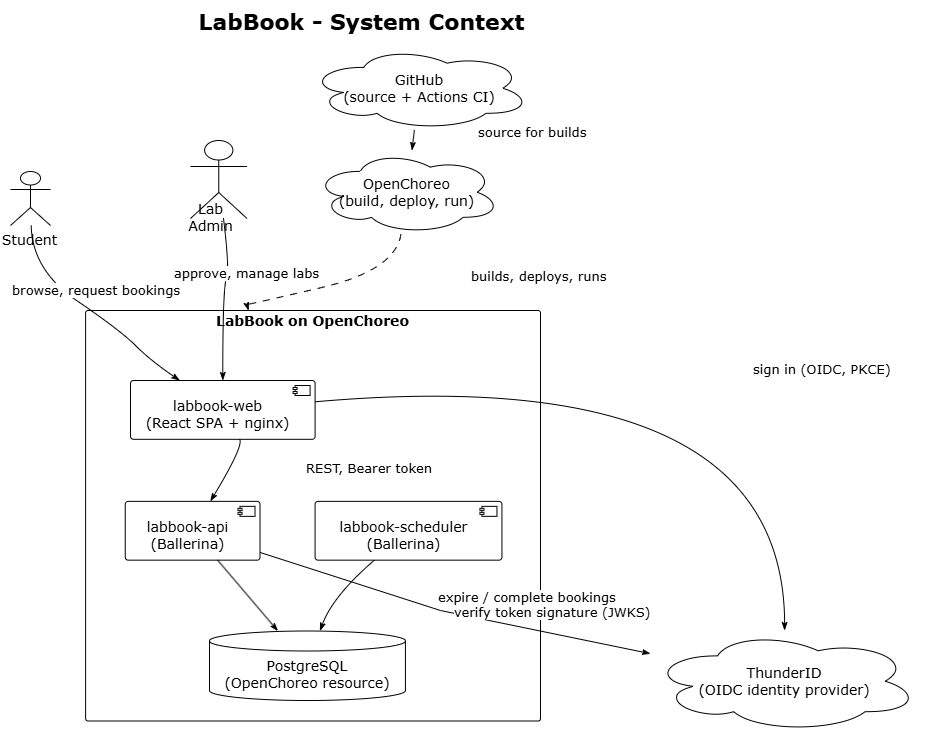 LabBook - System Context
GitHub
(source + Actions CI)
source for builds
OpenChoreo
(build, deploy, run)
Lab
Admin
Student
approve, manage labs
builds, deploys, runs
browse, request bookings
LabBook on OpenChoreo
sign in (OIDC, PKCE)
labbook-web
(React SPA + nginx)
REST, Bearer token
labbook-api
(Ballerina)
labbook-scheduler
(Ballerina)
expire / complete bookings
verify token signature (JWKS)
PostgreSQL
(OpenChoreo resource)
ThunderID
(OIDC identity provider)